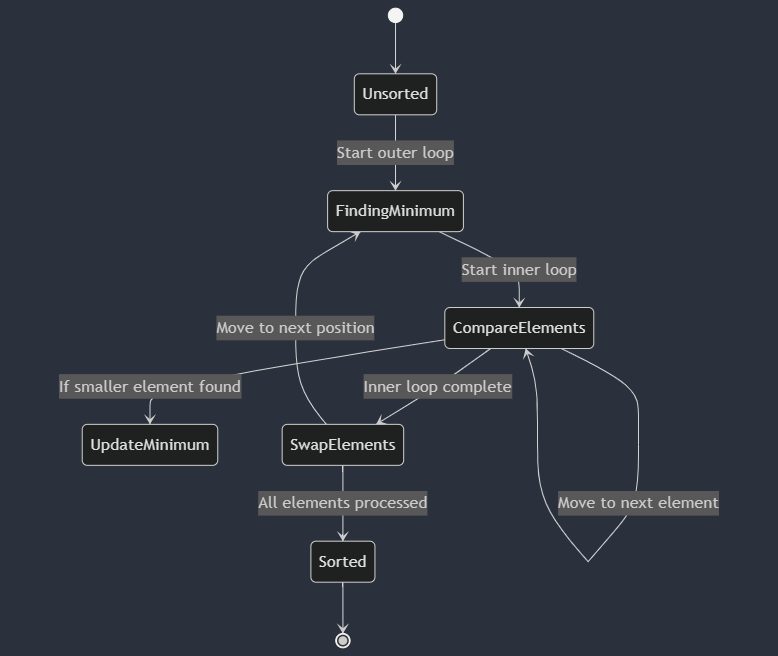 Unsorted
Start outer loop
FindingMinimum
Start inner loop
CompareElements
Move to next position
If smaller element found
Inner loop complete
UpdateMinimum
SwapElements
All elements processed
Move to next element
Sorted